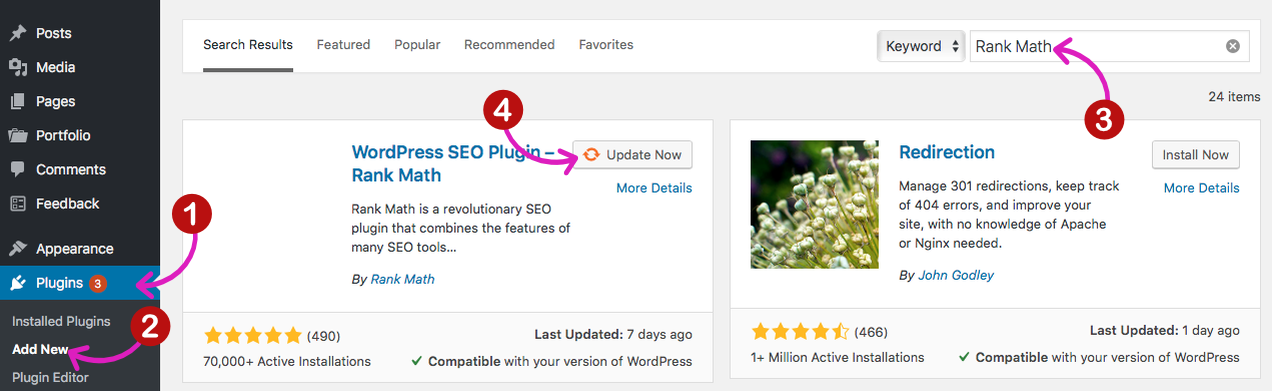 Posts
Media
Pages
Portfolio
Comments
Feedback
Appearance
Plugins 3
Installed Plugins
Add New
Plugin Editor
1
2
Search Results Featured Popular Recommended Favorites
Keyword Rank Math
3
24 items
4
WordPress SEO Plugin –
Rank Math
Update Now
More Details
Rank Math is a revolutionary SEO
plugin that combines the features of
many SEO tools...
By Rank Math
(490)
70,000+ Active Installations
Last Updated: 7 days ago
Compatible with your version of WordPress
Redirection
Install Now
More Details
Manage 301 redirections, keep track
of 404 errors, and improve your
site, with no knowledge of Apache
or Nginx needed.
By John Godley
(466)
1+ Million Active Installations
Last Updated: 1 day ago
Compatible with your version of WordPress